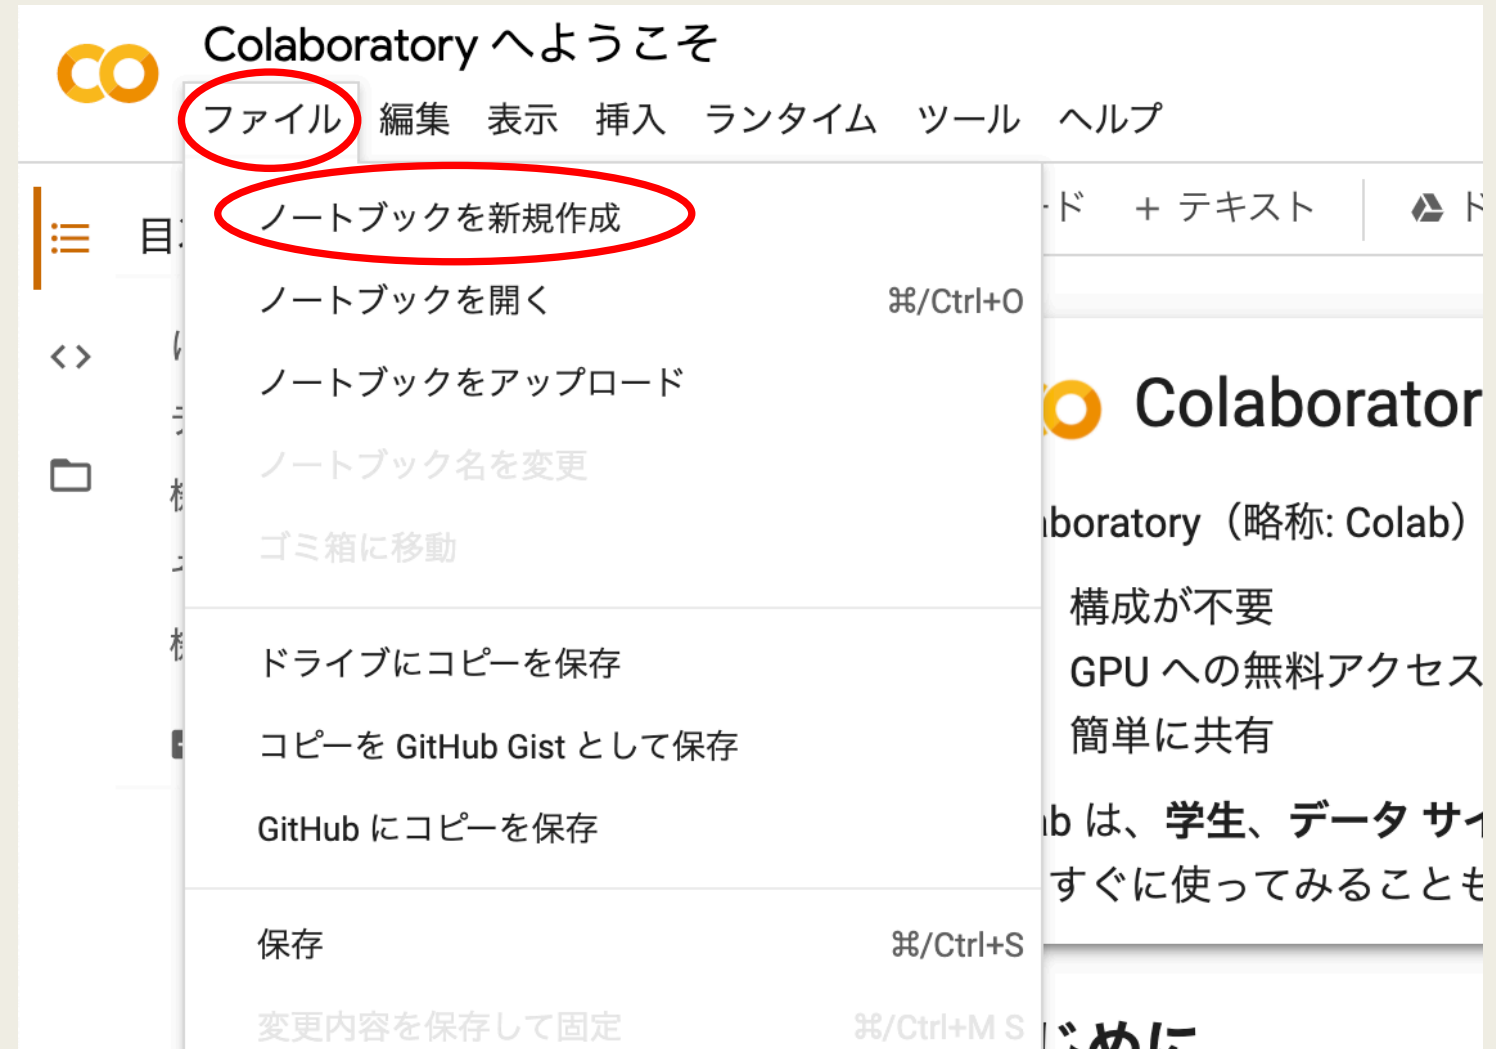 Colaboratory へようこそ
ファイル 編集 表示 挿入 ランタイム ツール ヘルプ
+ テキスト
ノートブックを新規作成
ノートブックを開く ⌘/Ctrl+O
ノートブックをアップロード
ノートブック名を変更
ゴミ箱に移動
ドライブにコピーを保存
コピーを GitHub Gist として保存
GitHub にコピーを保存
保存 ⌘/Ctrl+S
変更内容を保存して固定 ⌘/Ctrl+M S
Colaborator
boratory（略称: Colab）
構成が不要
GPU への無料アクセス
簡単に共有
b は、学生、データ サイ
すぐに使ってみることも
じめに